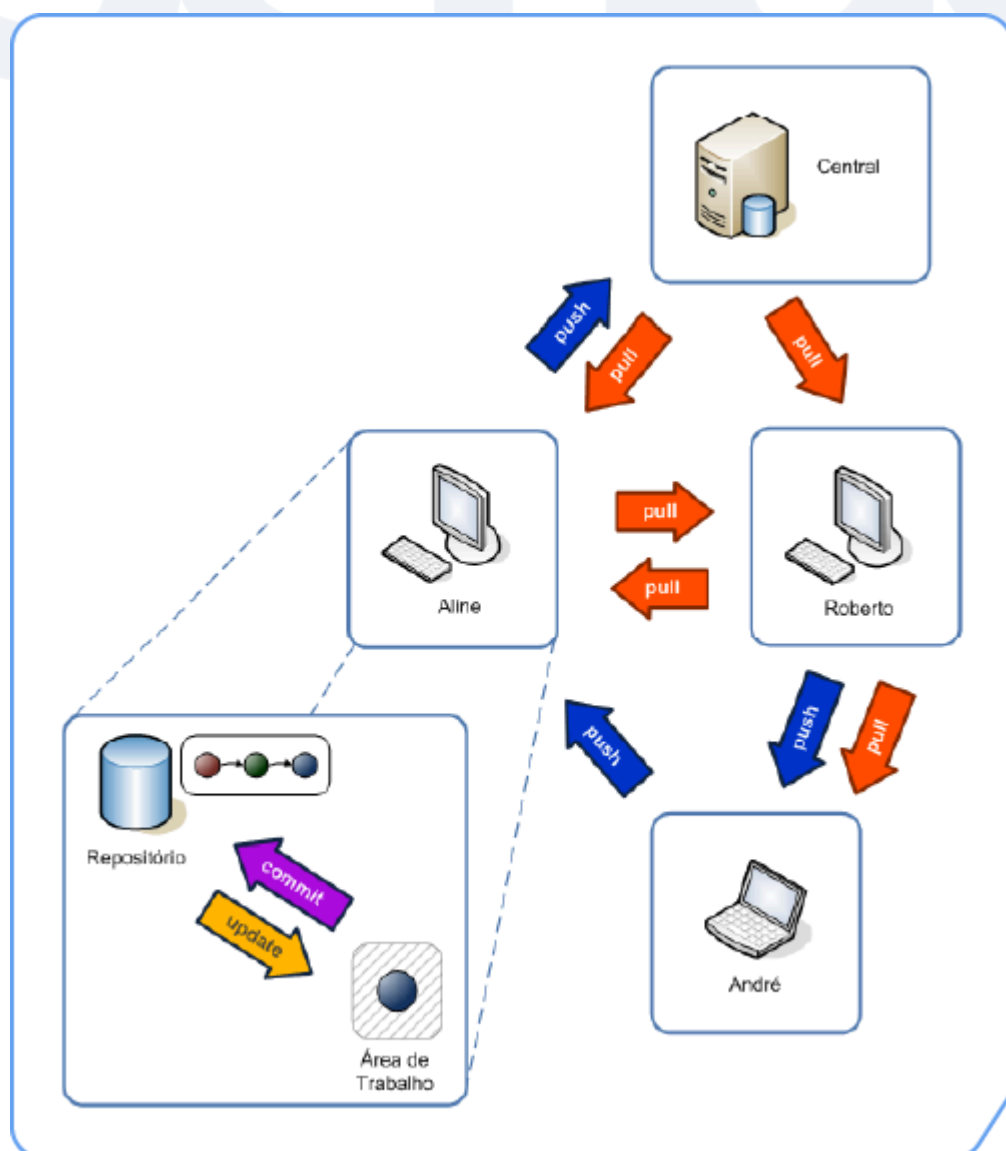 Central
push
pull
pull
pull
pull
Aline
Roberto
push
push
pull
Repositório
commit
update
Área de
Trabalho
André